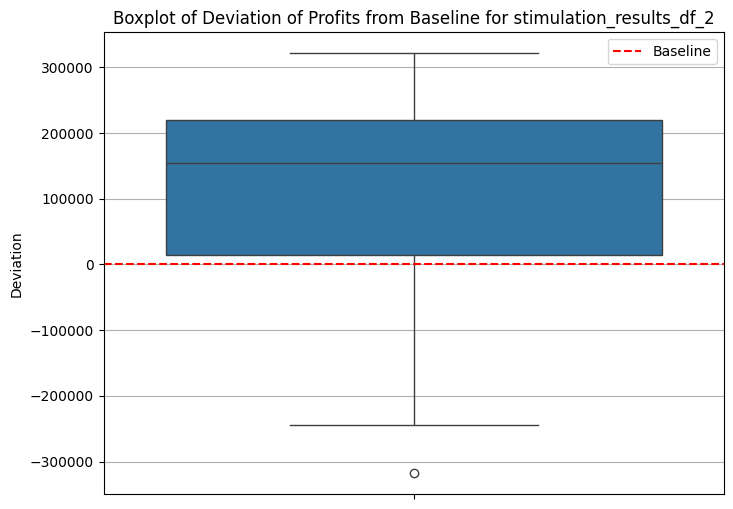 Boxplot of Deviation of Profits from Baseline for stimulation_results_df_2
Baseline
300000
200000
100000
0
−100000
−200000
−300000
Deviation